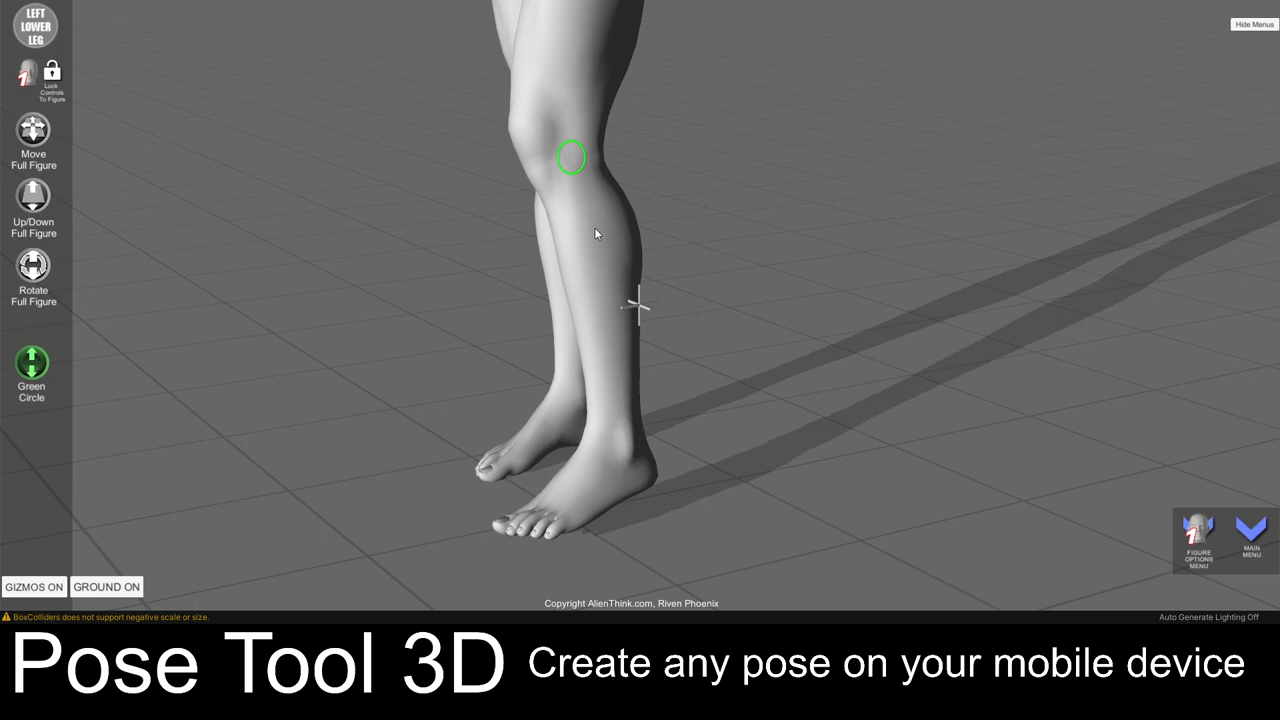 LEFT
LOWER
LEG
Hide Menus
1
Lock
Controls
To Figure
Move
Full Figure
Up/Down
Full Figure
Rotate
Full Figure
Green
Circle
1
FIGURE
OPTIONS
MENU
MAIN
MENU
GIZMOS ON
GROUND ON
Copyright AlienThink.com, Riven Phoenix
BoxColliders does not support negative scale or size.
Auto Generate Lighting Off
Pose Tool 3D
Create any pose on your mobile device